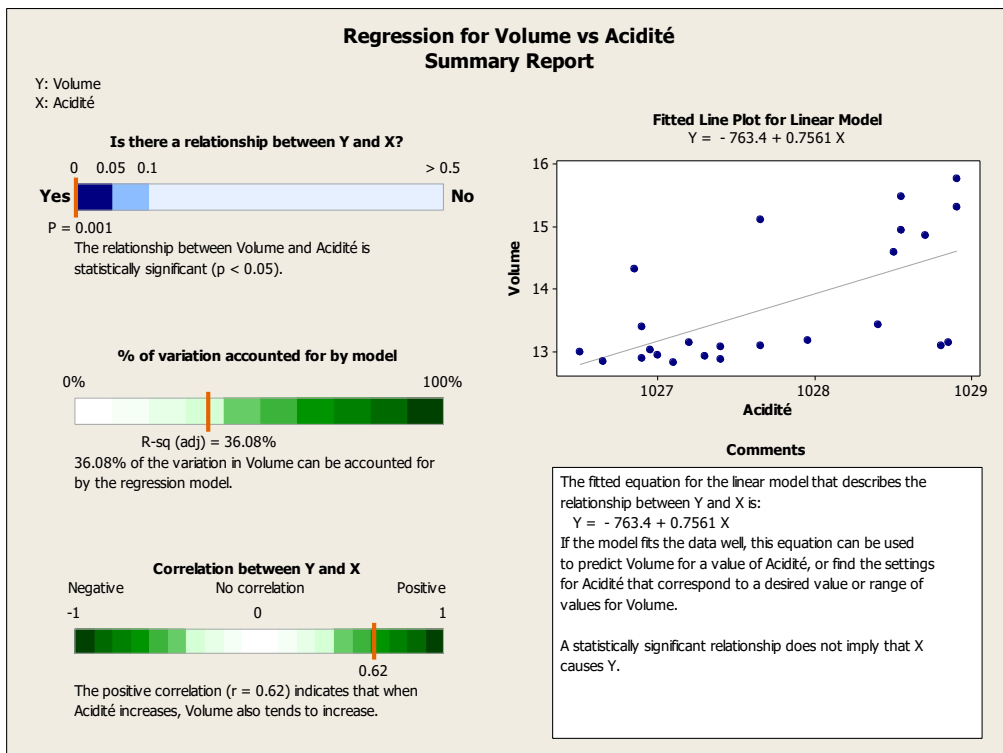 Regression for Volume vs Acidité
Summary Report
Y: Volume
X: Acidité
Is there a relationship between Y and X?
0 0.05 0.1 > 0.5
Yes No
P = 0.001
The relationship between Volume and Acidité is
statistically significant (p < 0.05).
% of variation accounted for by model
0% 100%
R-sq (adj) = 36.08%
36.08% of the variation in Volume can be accounted for
by the regression model.
Correlation between Y and X
Negative No correlation Positive
-1 0 1
0.62
The positive correlation (r = 0.62) indicates that when
Acidité increases, Volume also tends to increase.
Fitted Line Plot for Linear Model
Y = - 763.4 + 0.7561 X
16
15
14
13
Volume
1027 1028 1029
Acidité
Comments
The fitted equation for the linear model that describes the
relationship between Y and X is:
Y = - 763.4 + 0.7561 X
If the model fits the data well, this equation can be used
to predict Volume for a value of Acidité, or find the settings
for Acidité that correspond to a desired value or range of
values for Volume.
A statistically significant relationship does not imply that X
causes Y.